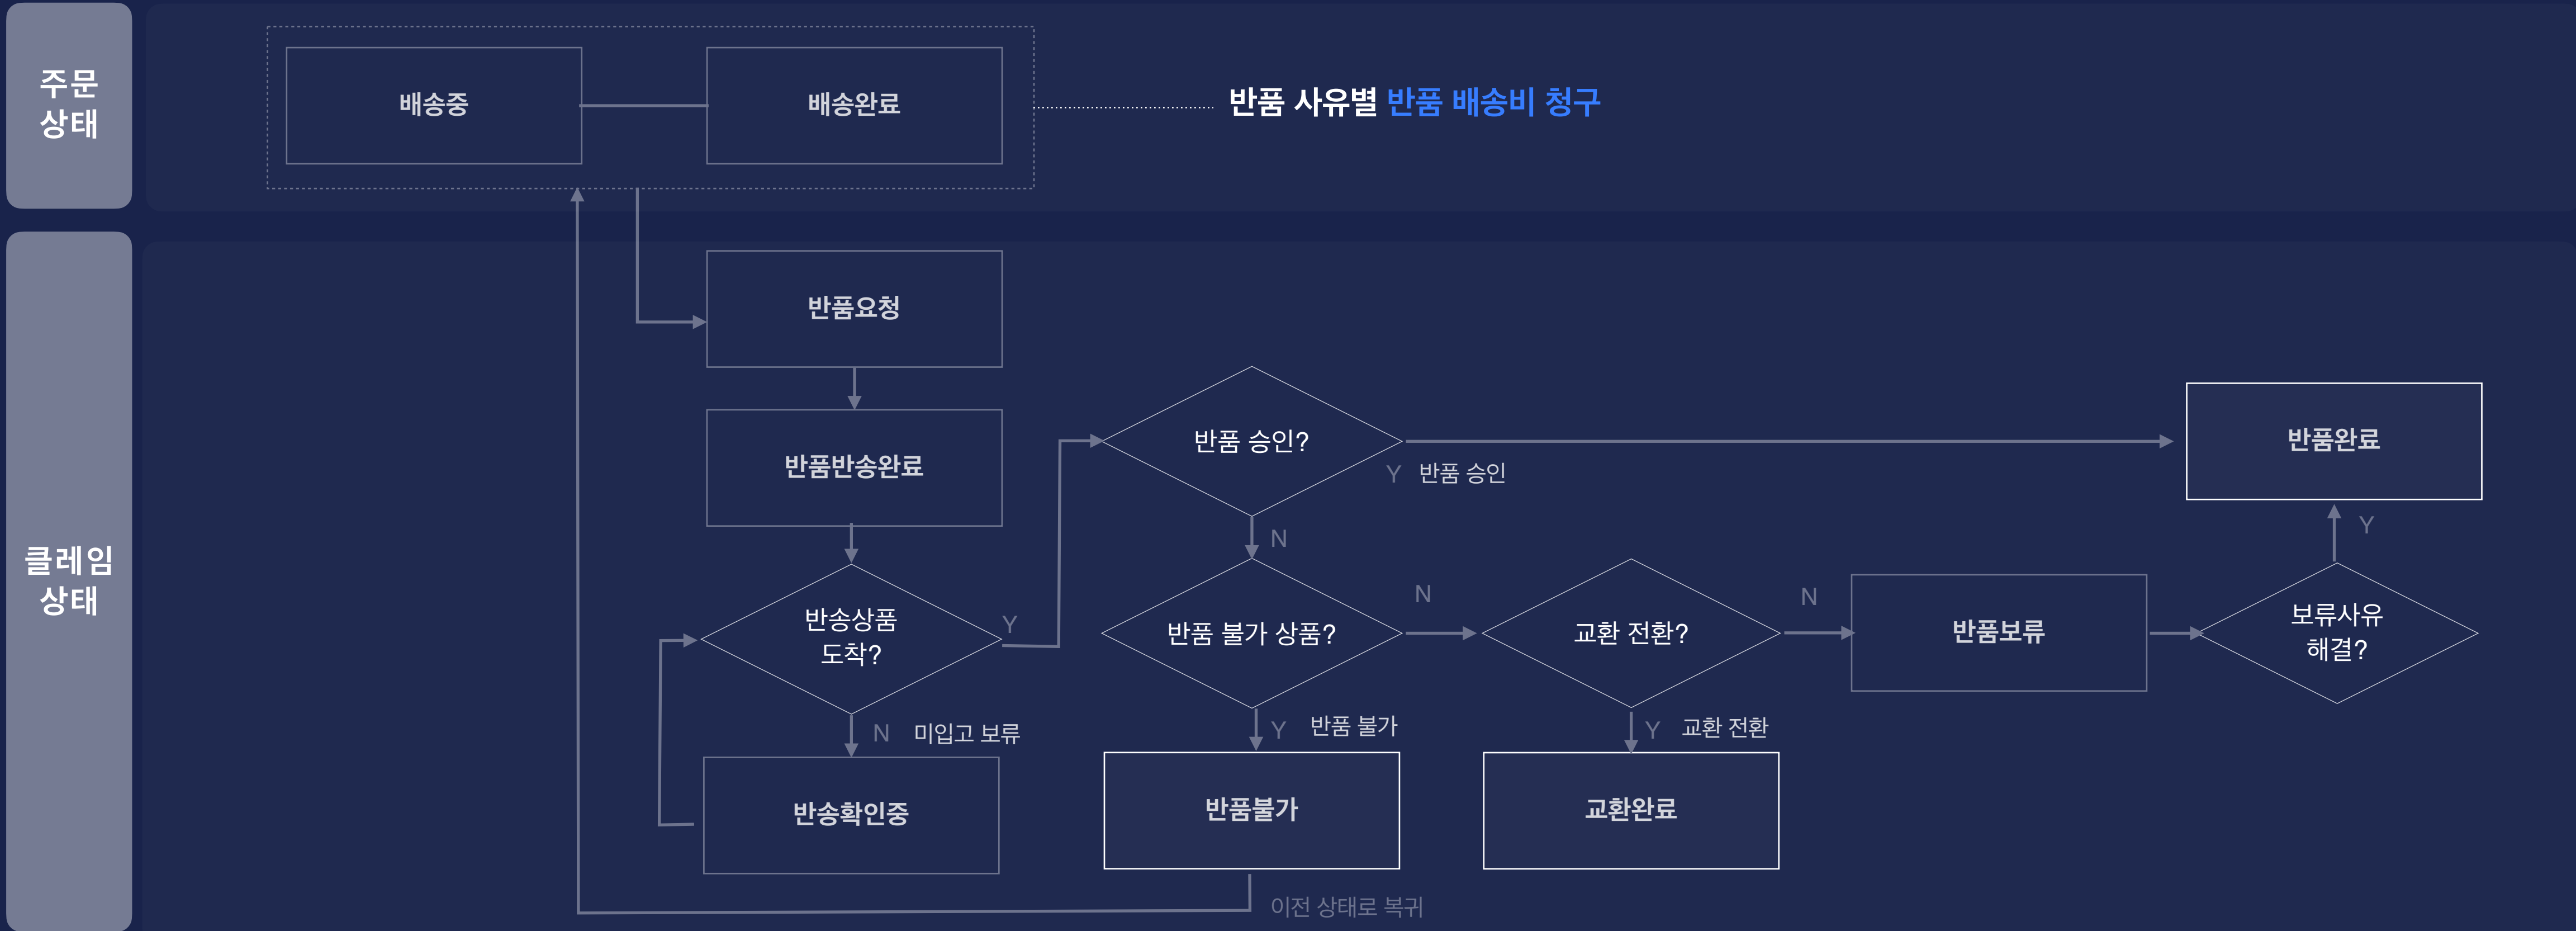 주문
상태
배송중
배송완료
반품 사유별 반품 배송비 청구
클레임
상태
반품요청
반품반송완료
반품 승인?
Y 반품 승인
반품완료
N
Y
반송상품
도착?
Y
반품 불가 상품?
N
교환 전환?
N
반품보류
보류사유
해결?
N 미입고 보류
Y 반품 불가
Y 교환 전환
반송확인중
반품불가
교환완료
이전 상태로 복귀